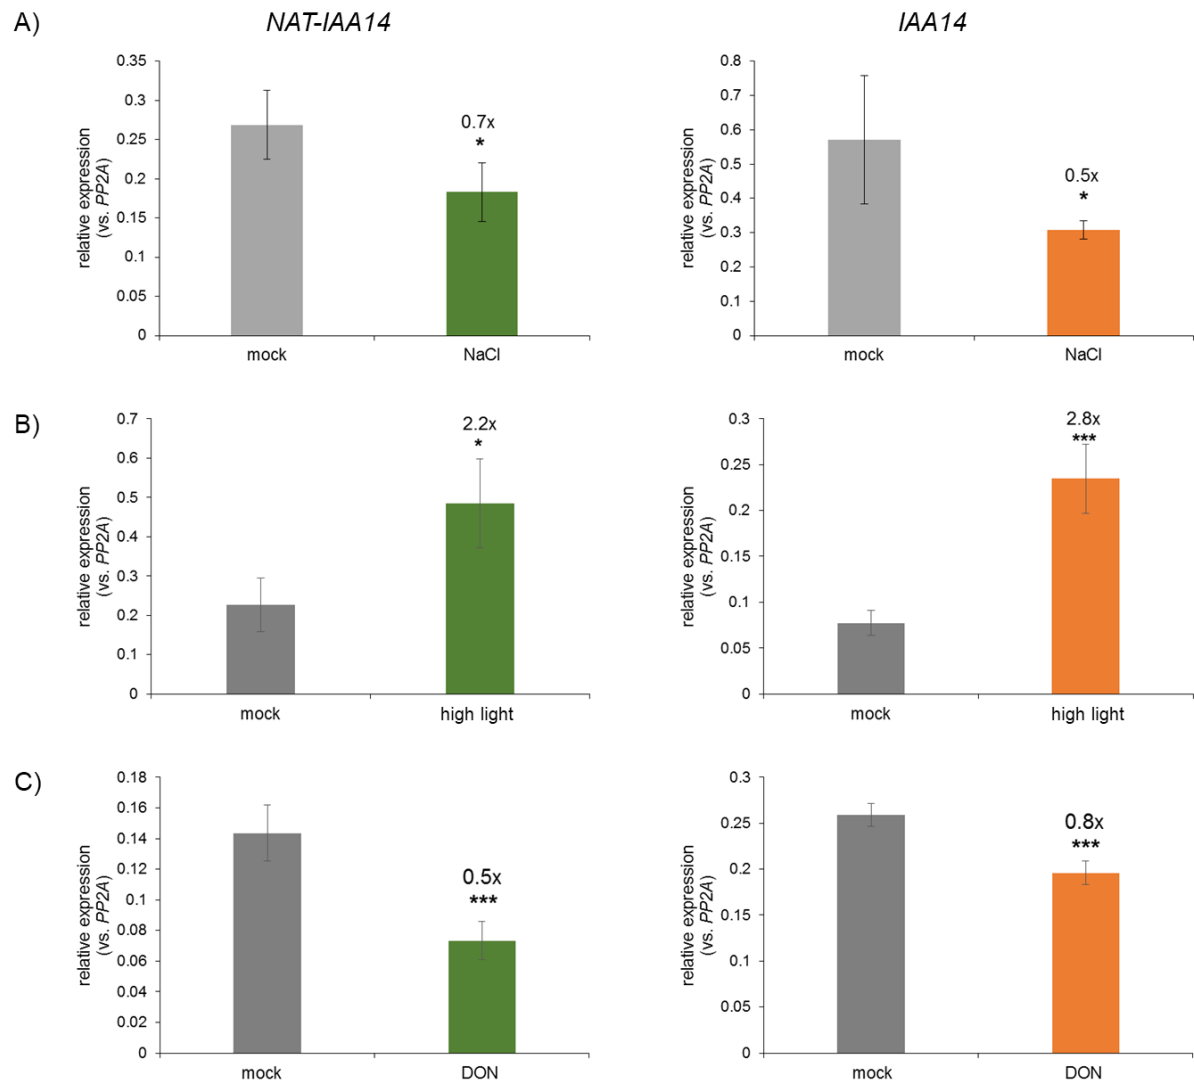 A)
NAT-IAA14
IAA14
relative expression
(vs. PP2A)
0.35
0.3
0.25
0.2
0.15
0.1
0.05
0
0.7x
*
mock
NaCl
relative expression
(vs. PP2A)
0.8
0.7
0.6
0.5
0.4
0.3
0.2
0.1
0
0.5x
*
mock
NaCl
B)
relative expression
(vs. PP2A)
0.7
0.6
0.5
0.4
0.3
0.2
0.1
0
2.2x
*
mock
high light
relative expression
(vs. PP2A)
0.3
0.25
0.2
0.15
0.1
0.05
0
2.8x
***
mock
high light
C)
relative expression
(vs. PP2A)
0.18
0.16
0.14
0.12
0.1
0.08
0.06
0.04
0.02
0
0.5x
***
mock
DON
relative expression
(vs. PP2A)
0.3
0.25
0.2
0.15
0.1
0.05
0
0.8x
***
mock
DON